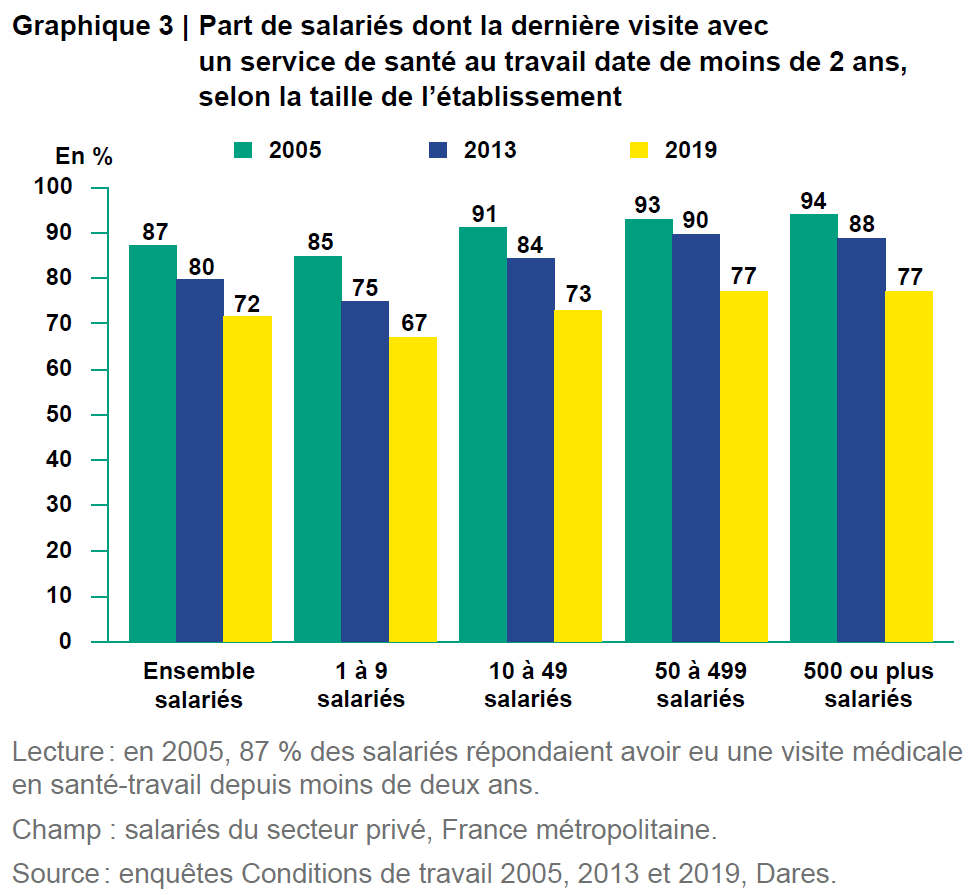 Graphique 3 | Part de salariés dont la dernière visite avec
un service de santé au travail date de moins de 2 ans,
selon la taille de l’établissement
En %
2005
2013
2019
100
90
80
70
60
50
40
30
20
10
0
87
80
72
85
75
67
91
84
73
93
90
77
94
88
77
Ensemble
salariés
1 à 9
salariés
10 à 49
salariés
50 à 499
salariés
500 ou plus
salariés
Lecture : en 2005, 87 % des salariés répondaient avoir eu une visite médicale
en santé-travail depuis moins de deux ans.
Champ : salariés du secteur privé, France métropolitaine.
Source : enquêtes Conditions de travail 2005, 2013 et 2019, Dares.